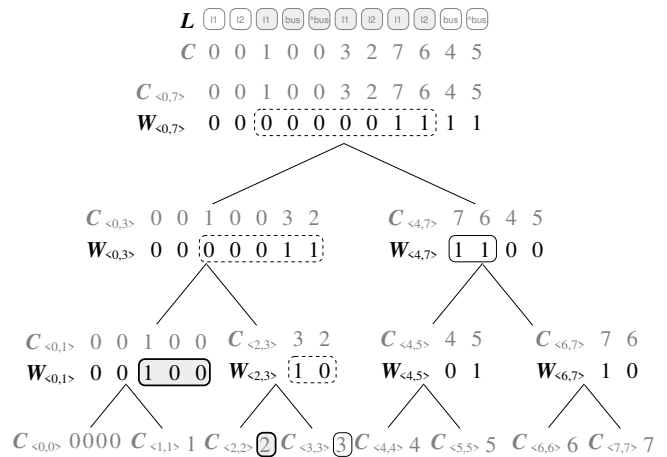 L l1 l2 l1 bus ^bus l1 l2 l1 l2 bus ^bus
C 0 0 1 0 0 3 2 7 6 4 5
C <0,7> 0 0 1 0 0 3 2 7 6 4 5
W <0,7> 0 0 0 0 0 0 0 1 1 1 1
C <0,3> 0 0 1 0 0 3 2 C <4,7> 7 6 4 5
W <0,3> 0 0 0 0 0 1 1 W <4,7> 1 1 0 0
C <0,1> 0 0 1 0 0 C <2,3> 3 2 C <4,5> 4 5 C <6,7> 7 6
W <0,1> 0 0 1 0 0 W <2,3> 1 0 W <4,5> 0 1 W <6,7> 1 0
C <0,0> 0000 C <1,1> 1 C <2,2> 2 C <3,3> 3 C <4,4> 4 C <5,5> 5 C <6,6> 6 C <7,7> 7